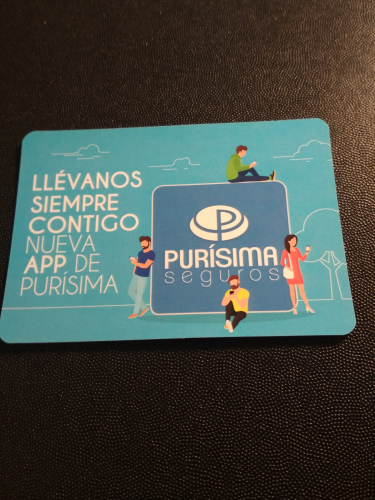 LLÉVANOS
SIEMPRE
CONTIGO
NUEVA
APP DE
PURÍSIMA
P
PURÍSIMA
seguros